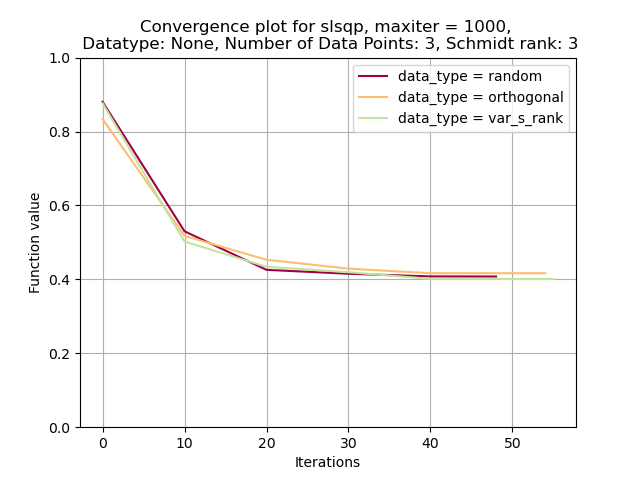 Convergence plot for slsqp, maxiter = 1000,
Datatype: None, Number of Data Points: 3, Schmidt rank: 3
1.0
data_type = random
data_type = orthogonal
data_type = var_s_rank
0.8
0.6
Function value
0.4
0.2
0.0
0 10 20 30 40 50
Iterations